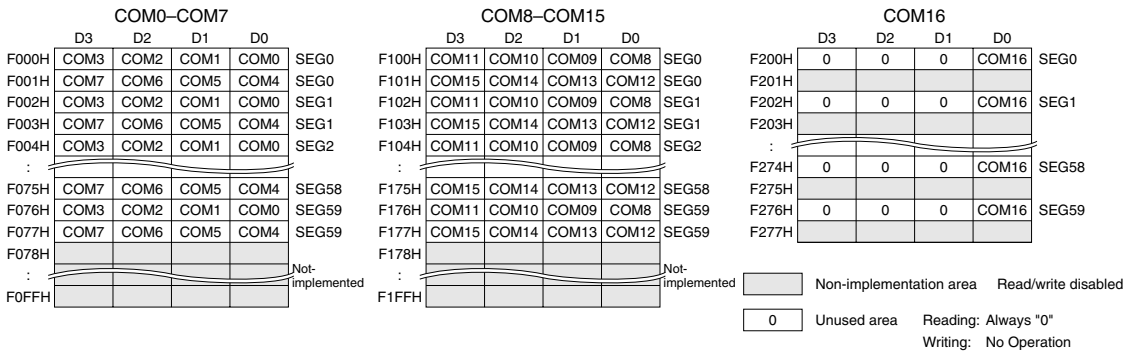 COM0–COM7
D3 D2 D1 D0
F000H COM3 COM2 COM1 COM0 SEG0
F001H COM7 COM6 COM5 COM4 SEG0
F002H COM3 COM2 COM1 COM0 SEG1
F003H COM7 COM6 COM5 COM4 SEG1
F004H COM3 COM2 COM1 COM0 SEG2
:
F075H COM7 COM6 COM5 COM4 SEG58
F076H COM3 COM2 COM1 COM0 SEG59
F077H COM7 COM6 COM5 COM4 SEG59
F078H
:
Not-
implemented
F0FFH
COM8–COM15
D3 D2 D1 D0
F100H COM11 COM10 COM09 COM8 SEG0
F101H COM15 COM14 COM13 COM12 SEG0
F102H COM11 COM10 COM09 COM8 SEG1
F103H COM15 COM14 COM13 COM12 SEG1
F104H COM11 COM10 COM09 COM8 SEG2
:
F175H COM15 COM14 COM13 COM12 SEG58
F176H COM11 COM10 COM09 COM8 SEG59
F177H COM15 COM14 COM13 COM12 SEG59
F178H
:
Not-
implemented
F1FFH
COM16
D3 D2 D1 D0
F200H 0 0 0 COM16 SEG0
F201H
F202H 0 0 0 COM16 SEG1
F203H
:
F274H 0 0 0 COM16 SEG58
F275H
F276H 0 0 0 COM16 SEG59
F277H
Non-implementation area Read/write disabled
0 Unused area Reading: Always "0"
Writing: No Operation